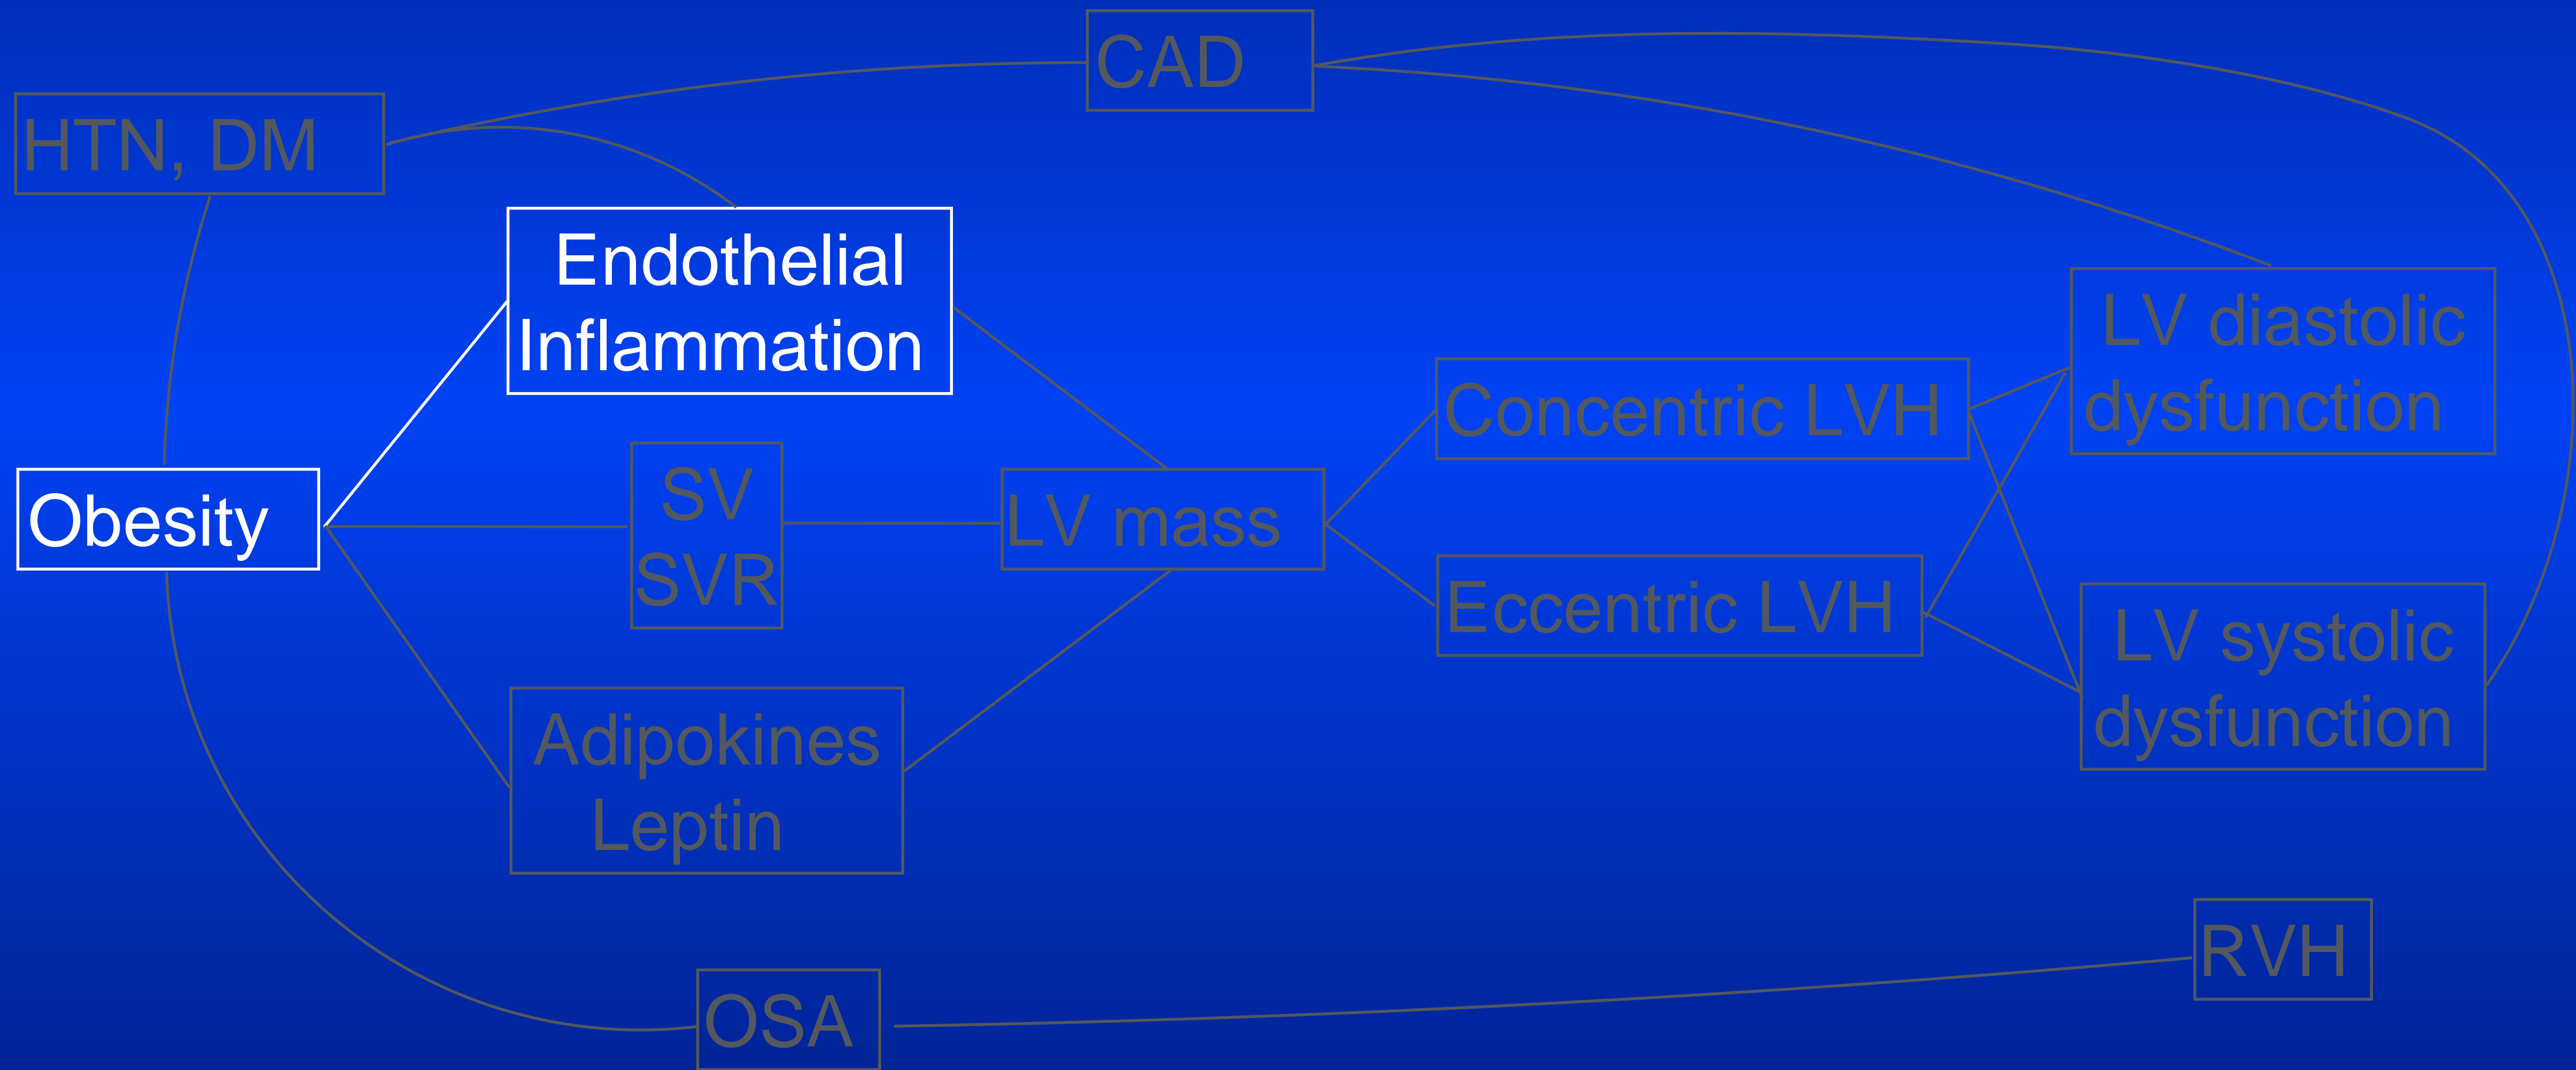 CAD
HTN, DM
Endothelial
Inflammation
LV diastolic
dysfunction
Concentric LVH
SV
SVR
Obesity
LV mass
Eccentric LVH
LV systolic
dysfunction
Adipokines
Leptin
RVH
OSA